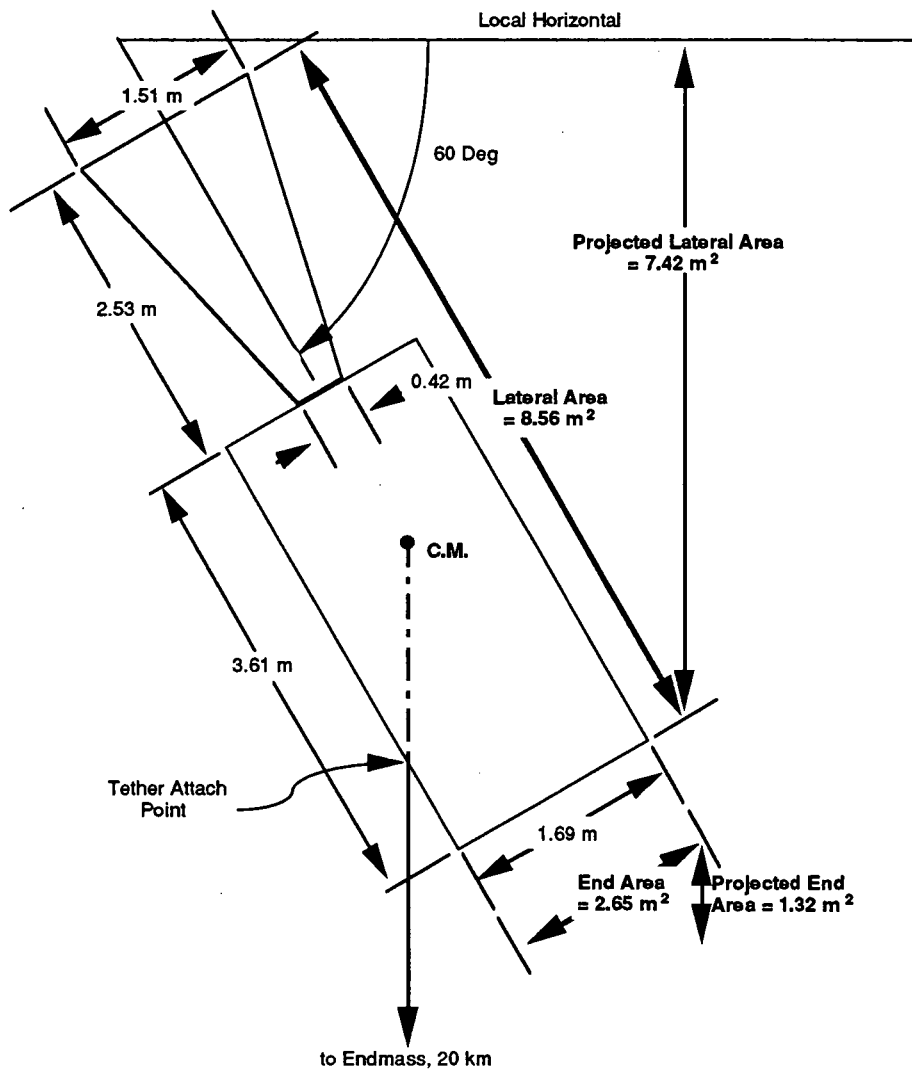 Local Horizontal
1.51 m
60 Deg
Projected Lateral Area
= 7.42 m²
2.53 m
0.42 m
Lateral Area
= 8.56 m²
C.M.
3.61 m
Tether Attach
Point
1.69 m
End Area
= 2.65 m²
Projected End
Area = 1.32 m²
to Endmass, 20 km